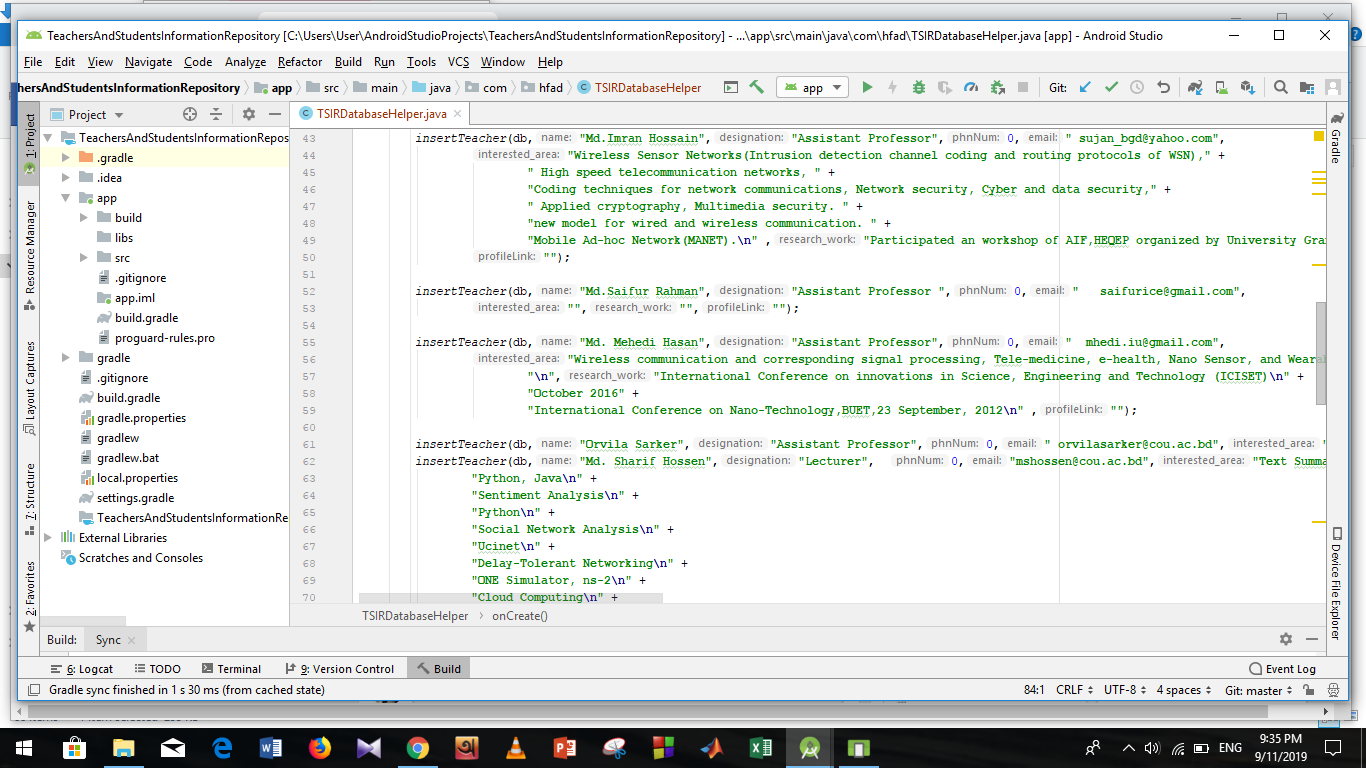 TeachersAndStudentsInformationRepository [C:\Users\User\AndroidStudioProjects\TeachersAndStudentsInformationRepository] - ...\app\src\main\java\com\hfad\TSIRDatabaseHelper.java [app] - Android Studio
File Edit View Navigate Code Analyze Refactor Build Run Tools VCS Window Help
hersAndStudentsInformationRepository app src main java com hfad TSIRDatabaseHelper app Git:
Project TSIRDatabaseHelper.java
1: Project
Resource Manager
Layout Captures
7: Structure
2: Favorites
TeachersAndStudentsInformationRepos
.gradle
.idea
app
build
libs
src
.gitignore
app.iml
build.gradle
proguard-rules.pro
gradle
.gitignore
build.gradle
gradle.properties
gradlew
gradlew.bat
local.properties
settings.gradle
TeachersAndStudentsInformationRe
External Libraries
Scratches and Consoles
43 insertTeacher(db, name: "Md.Imran Hossain", designation: "Assistant Professor", phnNum: 0, email: " sujan_bgd@yahoo.com",
44 interested_area: "Wireless Sensor Networks(Intrusion detection channel coding and routing protocols of WSN)," +
45 " High speed telecommunication networks, " +
46 "Coding techniques for network communications, Network security, Cyber and data security," +
47 " Applied cryptography, Multimedia security. " +
48 "new model for wired and wireless communication. " +
49 "Mobile Ad-hoc Network(MANET).\n" , research_work: "Participated an workshop of AIF,HEQEP organized by University Gra
50 profileLink: "");
51
52 insertTeacher(db, name: "Md.Saifur Rahman", designation: "Assistant Professor ", phnNum: 0, email: "   saifurice@gmail.com",
53 interested_area: "", research_work: "", profileLink: "");
54
55 insertTeacher(db, name: "Md. Mehedi Hasan", designation: "Assistant Professor", phnNum: 0, email: "  mhedi.iu@gmail.com",
56 interested_area: "Wireless communication and corresponding signal processing, Tele-medicine, e-health, Nano Sensor, and Weara
57 "\n", research_work: "International Conference on innovations in Science, Engineering and Technology (ICISET)\n" +
58 "October 2016" +
59 "International Conference on Nano-Technology,BUET,23 September, 2012\n" , profileLink: "");
60
61 insertTeacher(db, name: "Orvila Sarker", designation: "Assistant Professor", phnNum: 0, email: " orvilasarker@cou.ac.bd", interested_area: "
62 insertTeacher(db, name: "Md. Sharif Hossen", designation: "Lecturer", phnNum: 0, email: "mshossen@cou.ac.bd", interested_area: "Text Summa
63 "Python, Java\n" +
64 "Sentiment Analysis\n" +
65 "Python\n" +
66 "Social Network Analysis\n" +
67 "Ucinet\n" +
68 "Delay-Tolerant Networking\n" +
69 "ONE Simulator, ns-2\n" +
70 "Cloud Computing\n" +
TSIRDatabaseHelper onCreate()
Gradle
Device File Explorer
Build: Sync
6: Logcat TODO Terminal 9: Version Control Build Event Log
Gradle sync finished in 1 s 30 ms (from cached state) 84:1 CRLF UTF-8 4 spaces Git: master
ENG
9:35 PM
9/11/2019